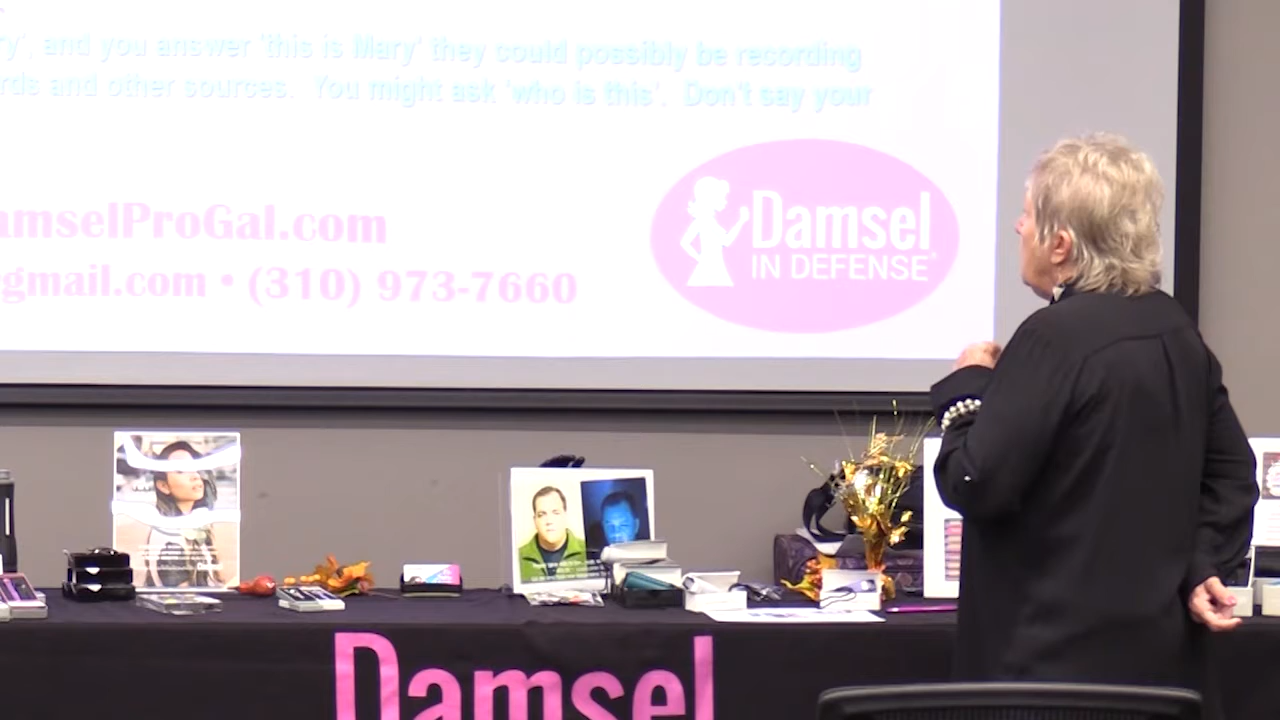 ry', and you answer 'this is Mary' they could possibly be recording
rds and other sources. You might ask 'who is this'. Don't say your
amselProGal.com
gmail.com • (310) 973-7660
Damsel
IN DEFENSE
Damsel
Damsel